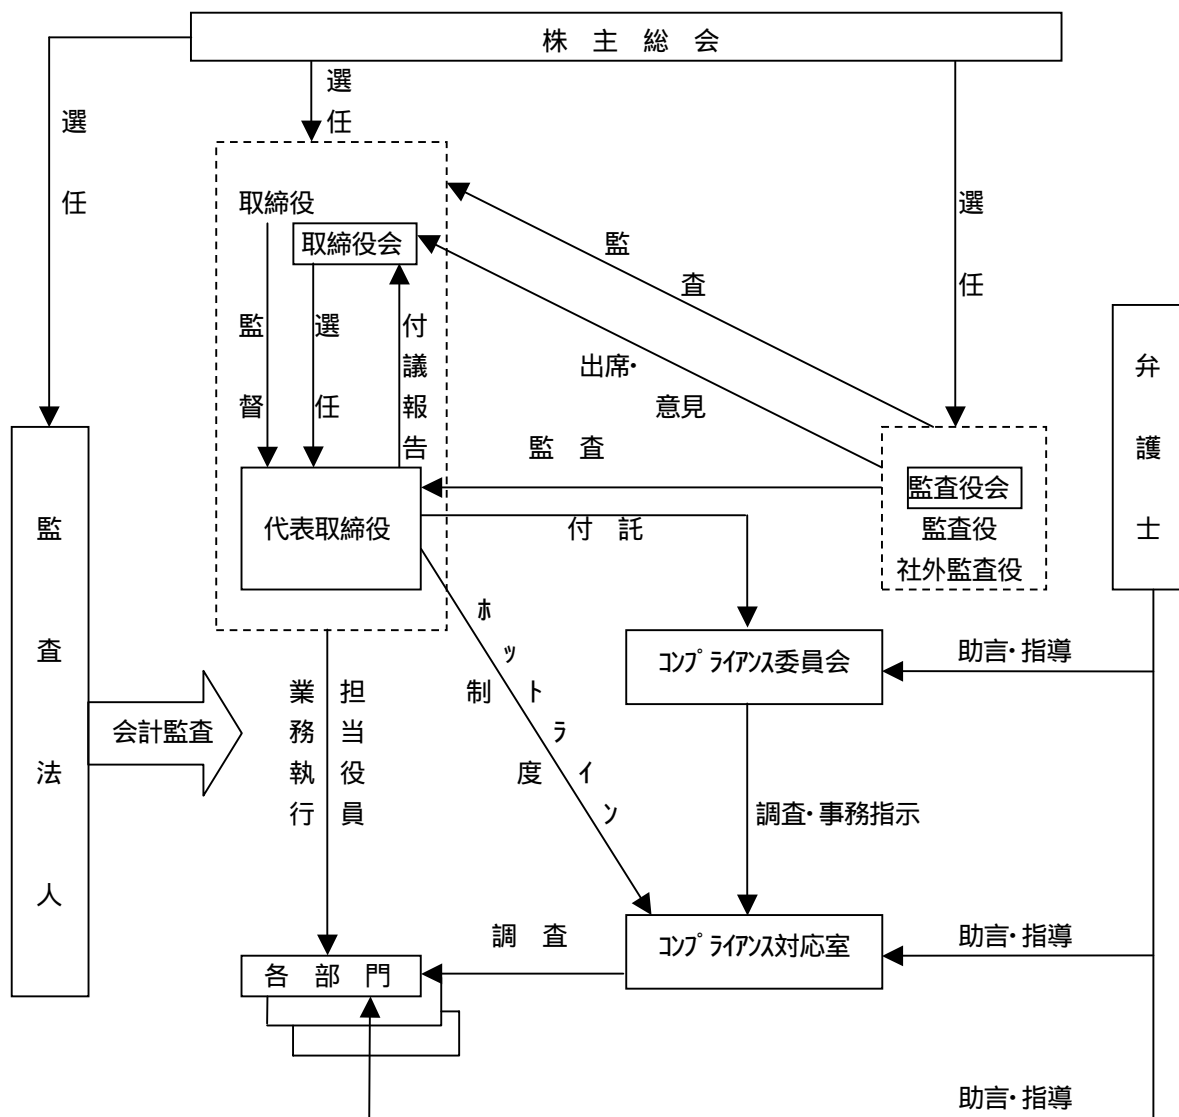 株 主 総 会
選任
選任
選任
取締役
取締役会
監督
選任
付議報告
監査
出席・
意見
監 査
監査役会
監査役
社外監査役
弁護士
代表取締役
付 託
監査法人
会計監査
ホットライン
制度
業務執行
担当役員
コンプライアンス委員会
助言・指導
調査・事務指示
コンプライアンス対応室
助言・指導
調 査
各 部 門
助言・指導